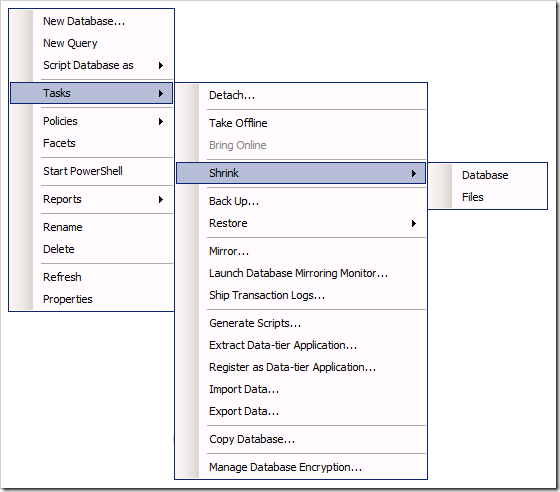 New Database...
New Query
Script Database as
Tasks
Policies
Facets
Start PowerShell
Reports
Rename
Delete
Refresh
Properties
Detach...
Take Offline
Bring Online
Shrink
Back Up...
Restore
Mirror...
Launch Database Mirroring Monitor...
Ship Transaction Logs...
Generate Scripts...
Extract Data-tier Application...
Register as Data-tier Application...
Import Data...
Export Data...
Copy Database...
Manage Database Encryption...
Database
Files